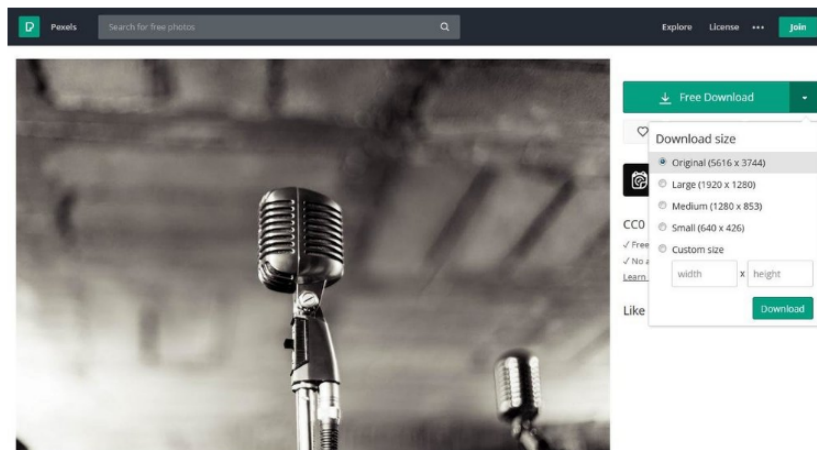 Pexels
Search for free photos
Explore License ••• Join
Free Download
Download size
Original (5616 x 3744)
Large (1920 x 1280)
Medium (1280 x 853)
Small (640 x 426)
Custom size
width x height
Download
CC0
✓ Free
✓ No a
Learn
Like